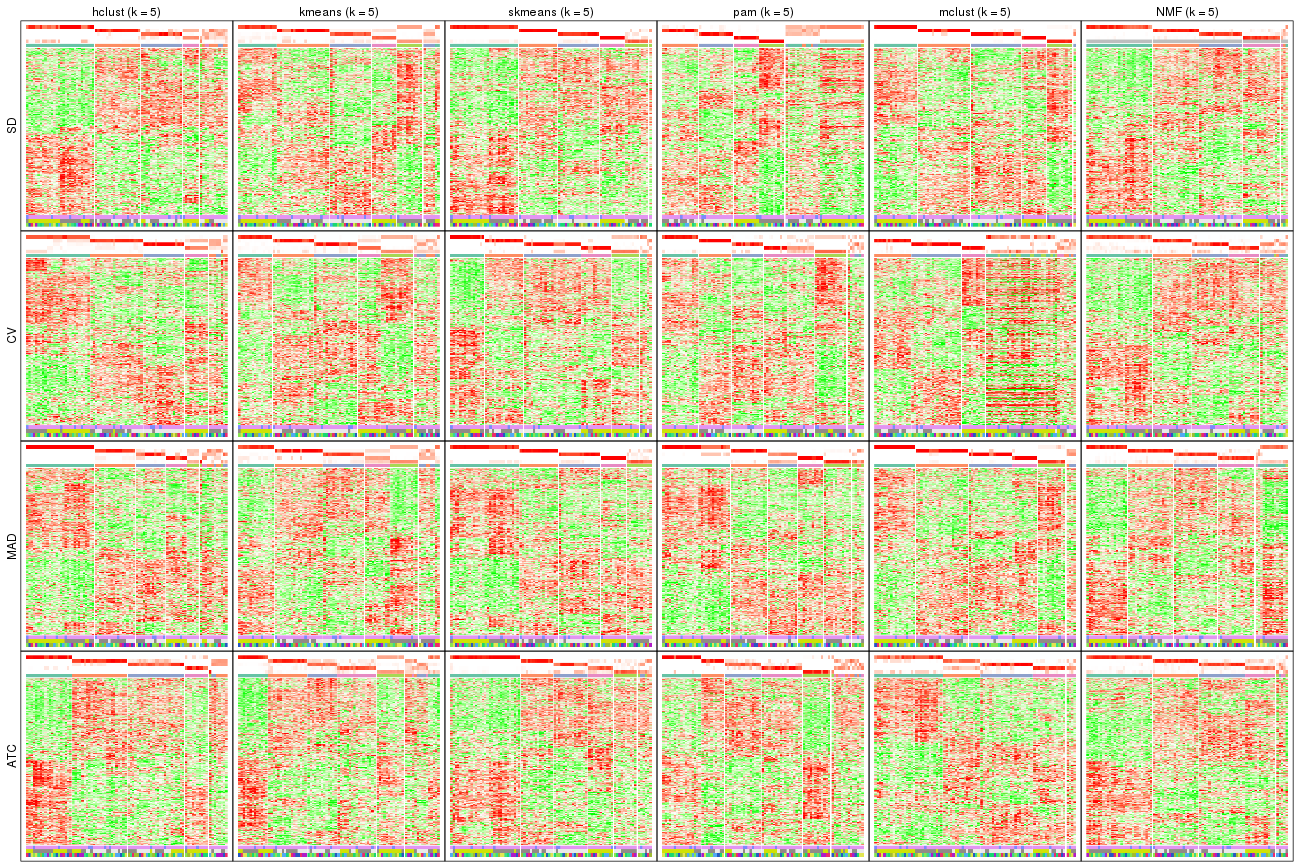 hclust (k = 5) kmeans (k = 5) skmeans (k = 5) pam (k = 5) mclust (k = 5) NMF (k = 5)
SD
CV
MAD
ATC